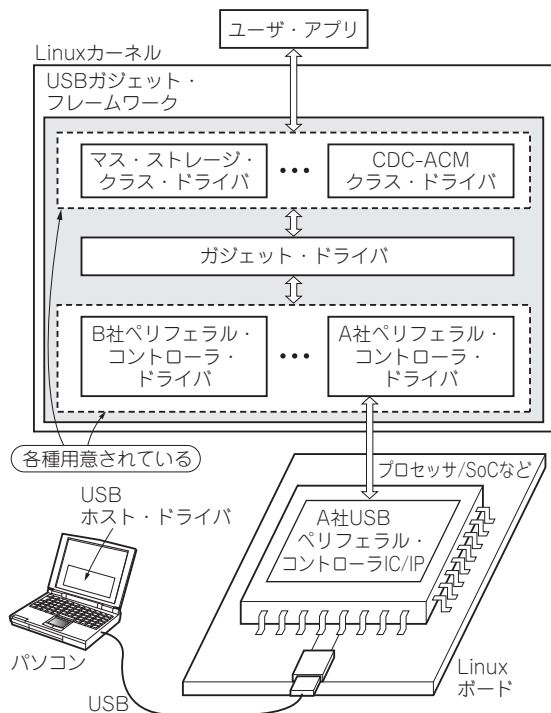 ユーザ・アプリ
Linuxカーネル
USBガジェット・
フレームワーク
マス・ストレージ・
クラス・ドライバ
•••
CDC-ACM
クラス・ドライバ
ガジェット・ドライバ
B社ペリフェラル・
コントローラ・
ドライバ
•••
A社ペリフェラル・
コントローラ・
ドライバ
各種用意されている
プロセッサ/SoCなど
USB
ホスト・ドライバ
A社USB
ペリフェラル・
コントローラIC/IP
パソコン
USB
Linux
ボード